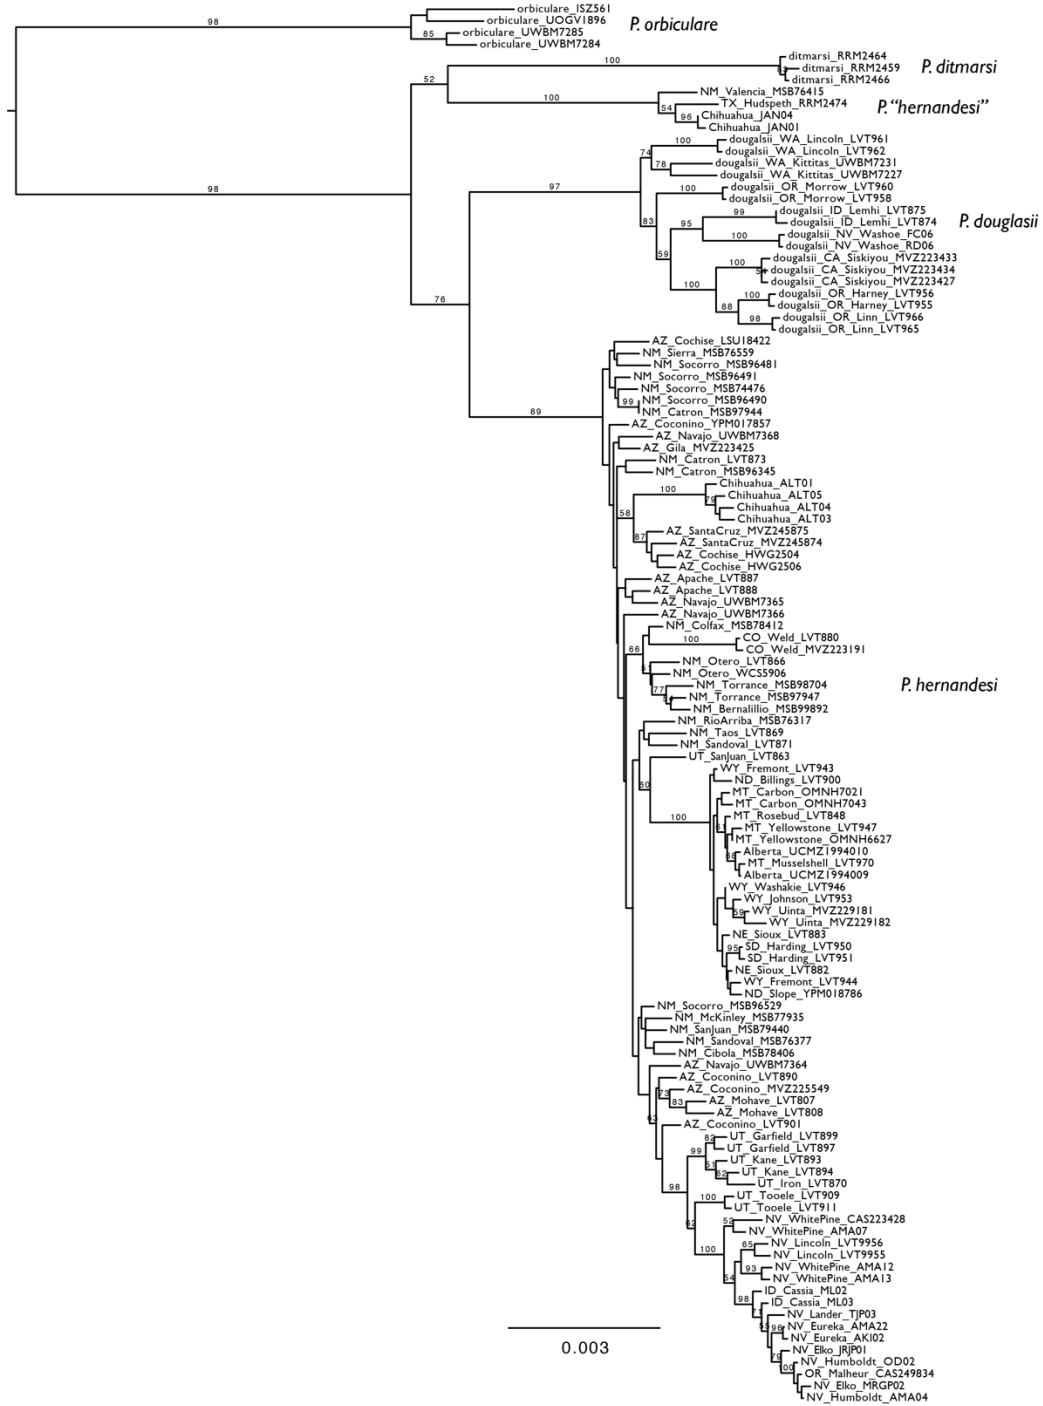 orbiculare_ISZ561
98
orbiculare_UOGV1896
P. orbiculare
orbiculare_UWBM7285
85
orbiculare_UWBM7284
ditmarsi_RRM2464
100
ditmarsi_RRM2459
P. ditmarsi
52
ditmarsi_RRM2466
NM_Valencia_MSB76415
100
TX_Hudspeth_RRM2474
P. “hernandesi”
54
96
Chihuahua_JAN04
Chihuahua_JAN01
100
dougalsii_WA_Lincoln_LVT961
74
dougalsii_WA_Lincoln_LVT962
78
dougalsii_WA_Kittitas_UWBM7231
dougalsii_WA_Kittitas_UWBM7227
98
97
100
dougalsii_OR_Morrow_LVT960
dougalsii_OR_Morrow_LVT958
83
99
dougalsii_ID_Lemhi_LVT875
P. douglasii
95
dougalsii_ID_Lemhi_LVT874
100
dougalsii_NV_Washoe_FC06
dougalsii_NV_Washoe_RD06
59
100
dougalsii_CA_Siskiyou_MVZ223433
dougalsii_CA_Siskiyou_MVZ223434
dougalsii_CA_Siskiyou_MVZ223427
100
100
dougalsii_OR_Harney_LVT956
88
dougalsii_OR_Harney_LVT955
76
98
dougalsii_OR_Linn_LVT966
dougalsii_OR_Linn_LVT965
AZ_Cochise_LSU18422
NM_Sierra_MSB76559
NM_Socorro_MSB96481
NM_Socorro_MSB96491
NM_Socorro_MSB74476
99
NM_Socorro_MSB96490
NM_Catron_MSB97944
89
AZ_Coconino_YPM017857
AZ_Navajo_UWBM7368
AZ_Gila_MVZ223425
NM_Catron_LVT873
NM_Catron_MSB96345
100
Chihuahua_ALT01
79
Chihuahua_ALT05
Chihuahua_ALT04
58
Chihuahua_ALT03
AZ_SantaCruz_MVZ245875
87
AZ_SantaCruz_MVZ245874
AZ_Cochise_HWG2504
AZ_Cochise_HWG2506
AZ_Apache_LVT887
AZ_Apache_LVT888
AZ_Navajo_UWBM7365
AZ_Navajo_UWBM7366
NM_Colfax_MSB78412
100
CO_Weld_LVT880
66
CO_Weld_MVZ223191
NM_Otero_LVT866
NM_Otero_WCS5906
77
NM_Torrance_MSB98704
P. hernandesi
NM_Torrance_MSB97947
NM_Bernalillio_MSB99892
NM_RioArriba_MSB76317
NM_Taos_LVT869
NM_Sandoval_LVT871
UT_SanJuan_LVT863
WY_Fremont_LVT943
60
ND_Billings_LVT900
MT_Carbon_OMNH7021
MT_Carbon_OMNH7043
100
MT_Rosebud_LVT848
61
MT_Yellowstone_LVT947
MT_Yellowstone_OMNH6627
Alberta_UCMZ1994010
MT_Musselshell_LVT970
Alberta_UCMZ1994009
WY_Washakie_LVT946
WY_Johnson_LVT953
59
WY_Uinta_MVZ229181
WY_Uinta_MVZ229182
NE_Sioux_LVT883
95
SD_Harding_LVT950
SD_Harding_LVT951
NE_Sioux_LVT882
WY_Fremont_LVT944
ND_Slope_YPM018786
NM_Socorro_MSB96529
NM_McKinley_MSB77935
NM_SanJuan_MSB79440
NM_Sandoval_MSB76377
NM_Cibola_MSB78406
AZ_Navajo_UWBM7364
AZ_Coconino_LVT890
73
AZ_Coconino_MVZ225549
83
AZ_Mohave_LVT807
63
AZ_Mohave_LVT808
AZ_Coconino_LVT901
82
UT_Garfield_LVT899
99
UT_Garfield_LVT897
51
UT_Kane_LVT893
62
UT_Kane_LVT894
98
UT_Iron_LVT870
100
UT_Tooele_LVT909
UT_Tooele_LVT911
62
52
NV_WhitePine_CAS223428
NV_WhitePine_AMA07
65
NV_Lincoln_LVT9956
100
NV_Lincoln_LVT9955
93
NV_WhitePine_AMA12
54
NV_WhitePine_AMA13
ID_Cassia_ML02
98
ID_Cassia_ML03
71
NV_Lander_TJP03
55
96
NV_Eureka_AMA22
NV_Eureka_AKI02
NV_Elko_JRJP01
79
NV_Humboldt_OD02
100
OR_Malheur_CAS249834
NV_Elko_MRGP02
NV_Humboldt_AMA04
0.003